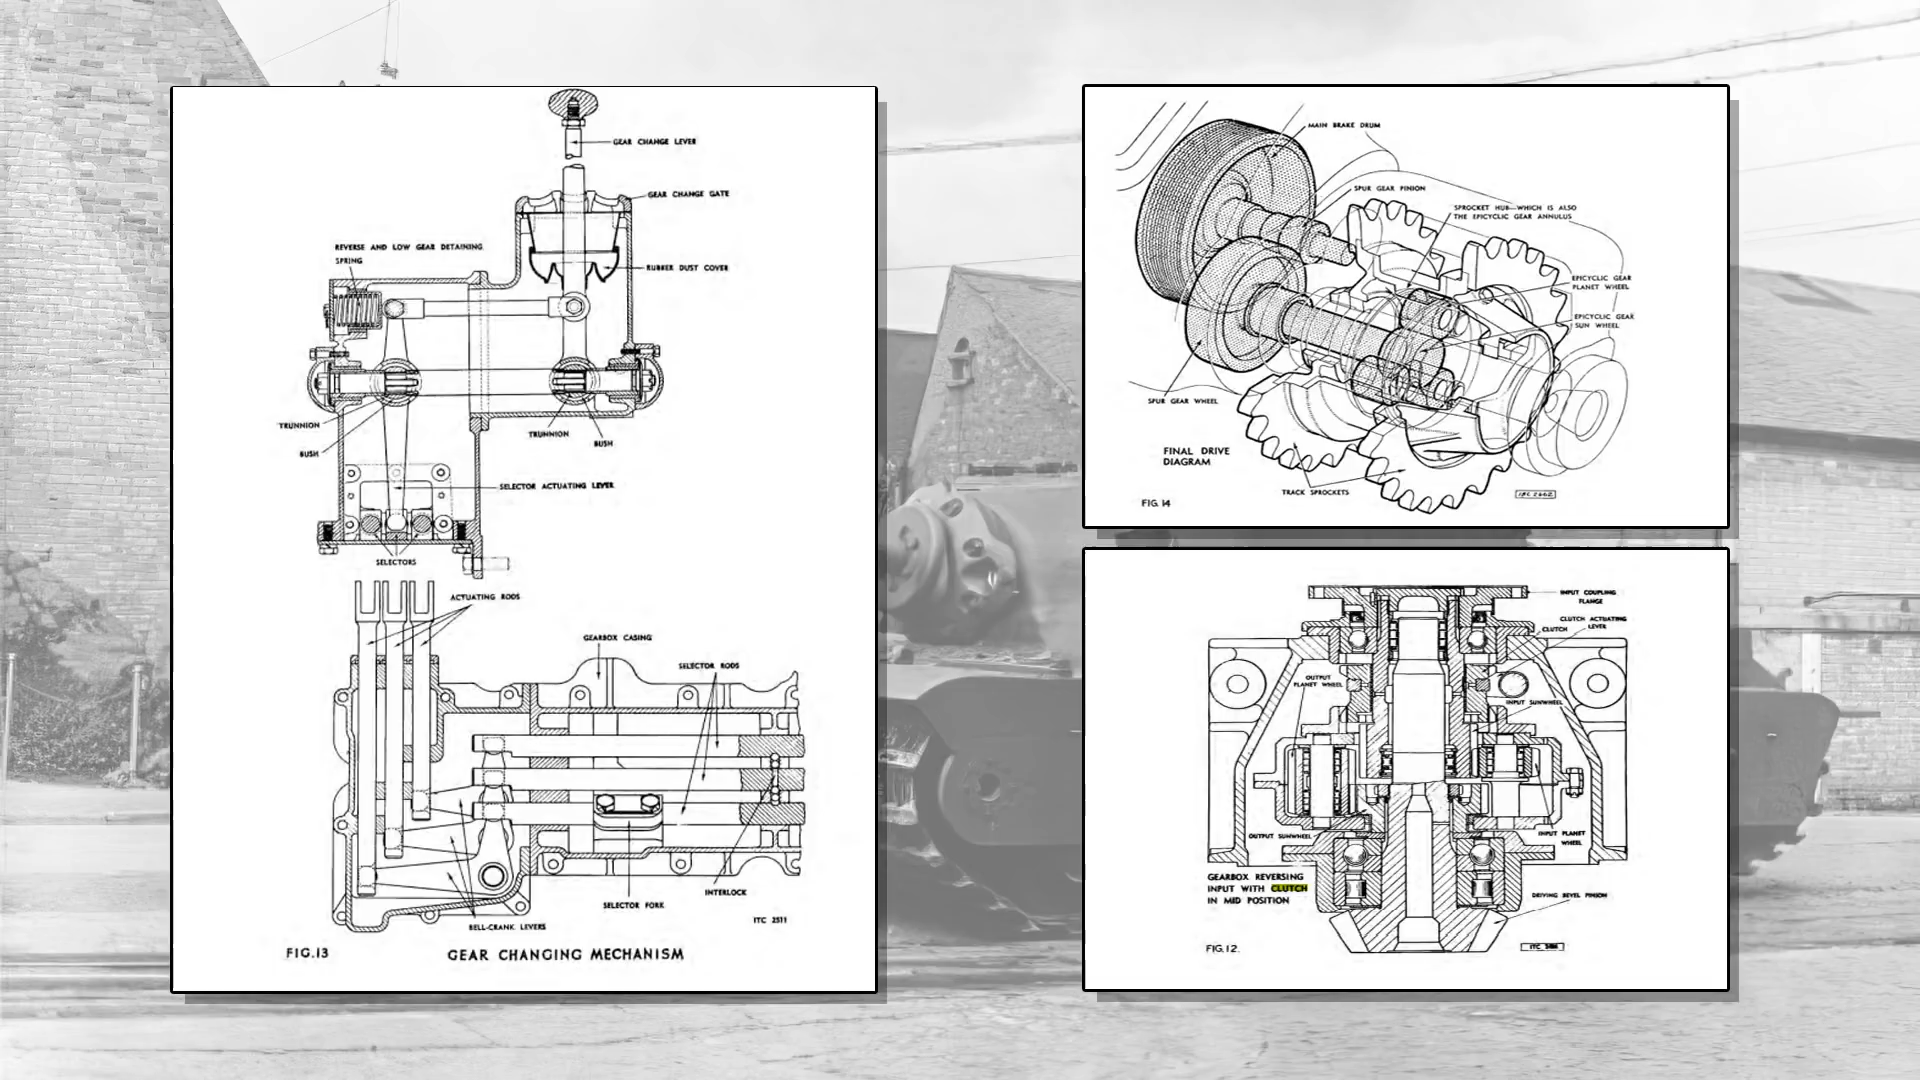 GEAR CHANGE LEVER
GEAR CHANGE GATE
REVERSE AND LOW GEAR DETAINING
SPRING
RUBBER DUST COVER
TRUNNION
BUSH
TRUNNION
BUSH
SELECTOR ACTUATING LEVER
SELECTORS
ACTUATING RODS
GEARBOX CASING
SELECTOR RODS
INTERLOCK
SELECTOR FORK
BELL-CRANK LEVERS
ITC 2511
FIG.13
GEAR CHANGING MECHANISM
MAIN BRAKE DRUM
SPUR GEAR PINION
SPROCKET HUB—WHICH IS ALSO
THE EPICYCLIC GEAR ANNULUS
EPICYCLIC GEAR
PLANET WHEEL
EPICYCLIC GEAR
SUN WHEEL
SPUR GEAR WHEEL
FINAL DRIVE
DIAGRAM
TRACK SPROCKETS
FIG. 14
INPUT COUPLING
FLANGE
CLUTCH ACTUATING
LEVER
CLUTCH
OUTPUT
PLANET WHEEL
INPUT SUNWHEEL
OUTPUT SUNWHEEL
INPUT PLANET
WHEEL
GEARBOX REVERSING
INPUT WITH CLUTCH
IN MID POSITION
DRIVING BEVEL PINION
FIG.12.